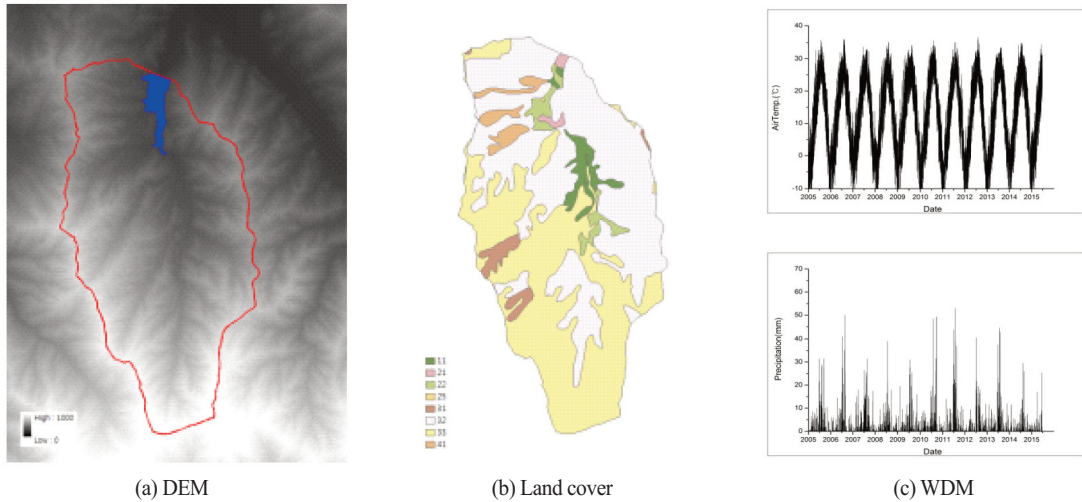 High : 1000
Low : 0
(a) DEM
11
21
22
25
31
32
33
41
(b) Land cover
40
30
20
10
0
-10
AirTemp.(℃)
2005 2006 2007 2008 2009 2010 2011 2012 2013 2014 2015
Date
70
60
50
40
30
20
10
0
Precipitation(mm)
2005 2006 2007 2008 2009 2010 2011 2012 2013 2014 2015
Date
(c) WDM